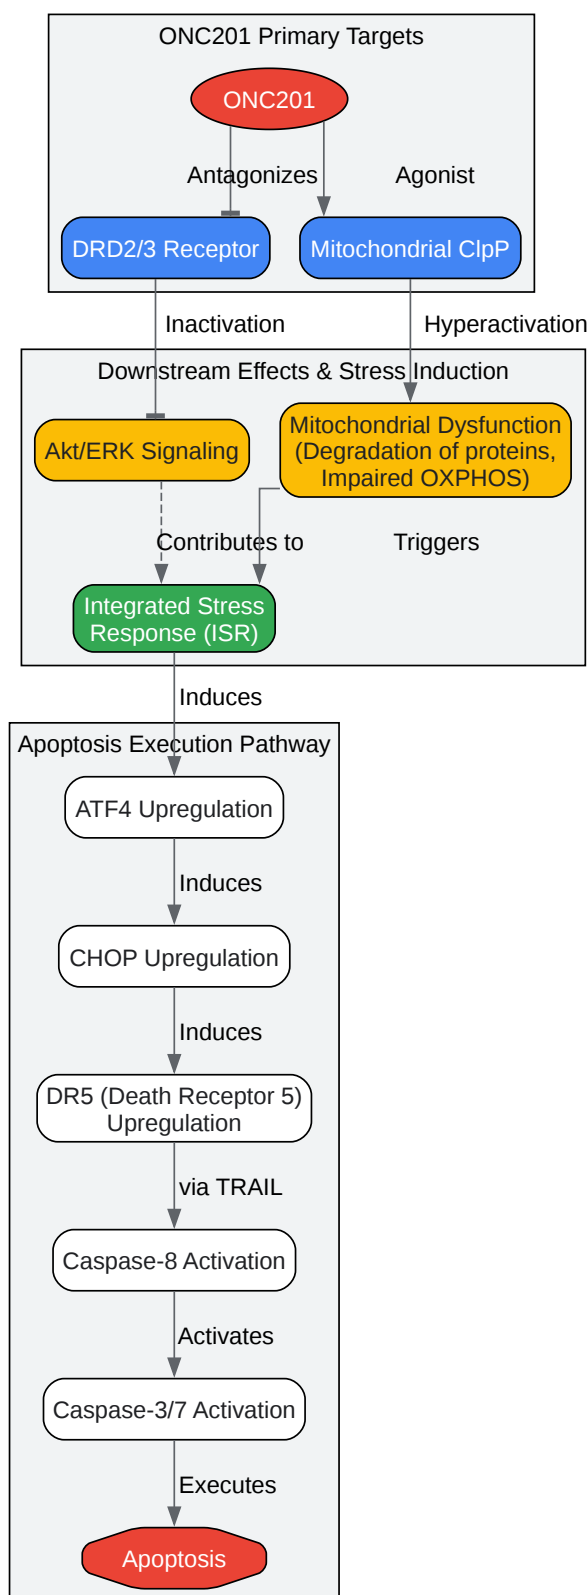 ONC201 Primary Targets
ONC201
Antagonizes
Agonist
DRD2/3 Receptor
Mitochondrial ClpP
Inactivation
Hyperactivation
Downstream Effects & Stress Induction
Akt/ERK Signaling
Mitochondrial Dysfunction
(Degradation of proteins,
Impaired OXPHOS)
Contributes to
Triggers
Integrated Stress
Response (ISR)
Induces
Apoptosis Execution Pathway
ATF4 Upregulation
Induces
CHOP Upregulation
Induces
DR5 (Death Receptor 5)
Upregulation
via TRAIL
Caspase-8 Activation
Activates
Caspase-3/7 Activation
Executes
Apoptosis